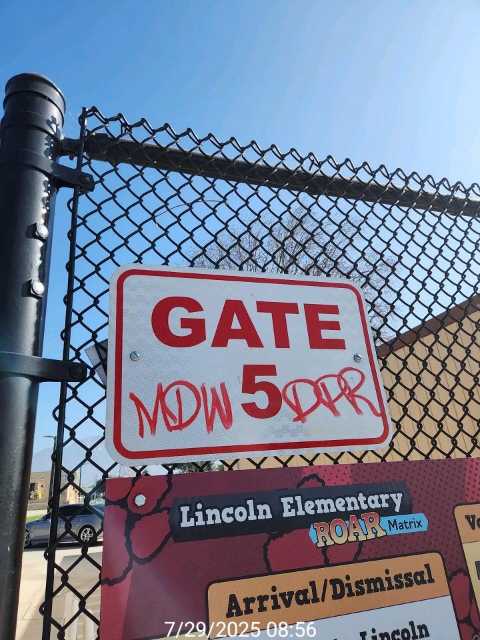 GATE
MDW 5 DPR
Lincoln Elementary
ROAR Matrix
Arrival/Dismissal
Lincoln
7/29/2025 08:56